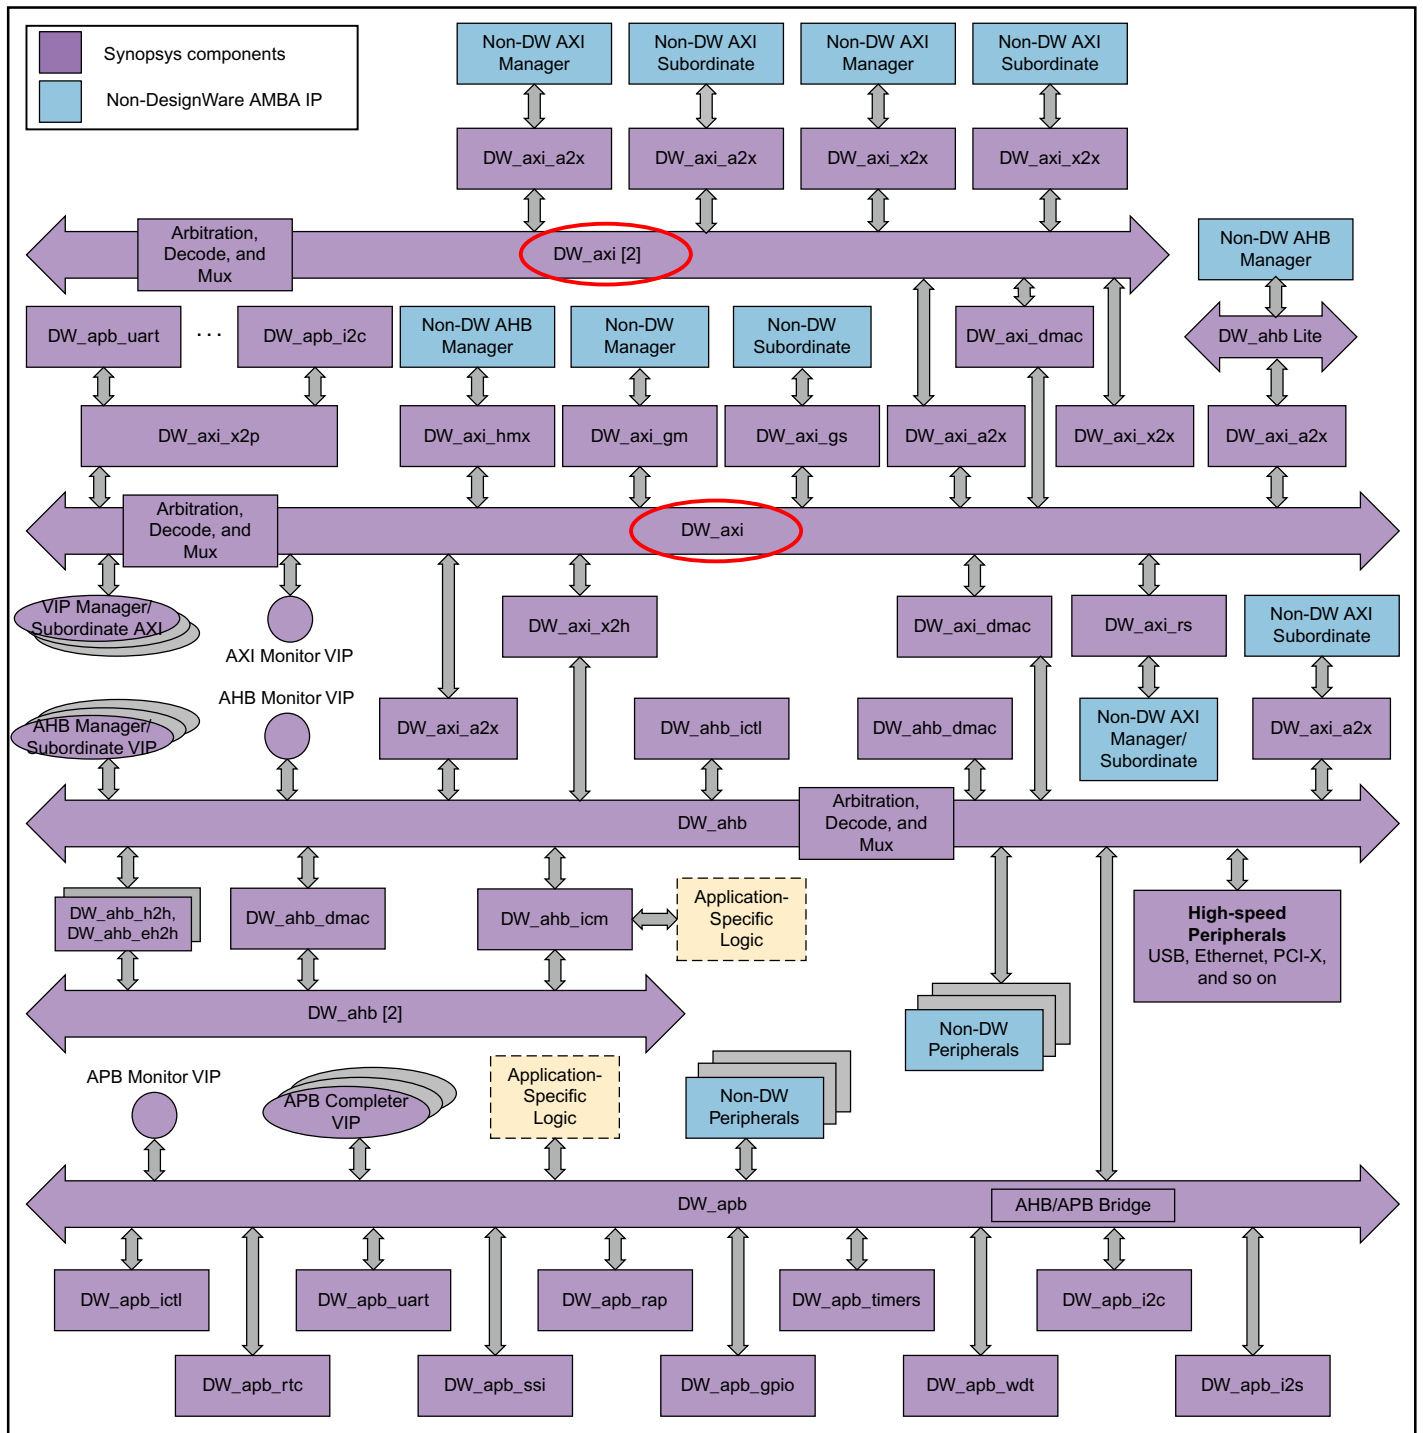 Synopsys components
Non-DesignWare AMBA IP
Non-DW AXI
Manager
Non-DW AXI
Subordinate
Non-DW AXI
Manager
Non-DW AXI
Subordinate
DW_axi_a2x
DW_axi_a2x
DW_axi_x2x
DW_axi_x2x
Arbitration,
Decode, and
Mux
DW_axi [2]
Non-DW AHB
Manager
DW_apb_uart
. . .
DW_apb_i2c
Non-DW AHB
Manager
Non-DW
Manager
Non-DW
Subordinate
DW_axi_dmac
DW_ahb Lite
DW_axi_x2p
DW_axi_hmx
DW_axi_gm
DW_axi_gs
DW_axi_a2x
DW_axi_x2x
DW_axi_a2x
Arbitration,
Decode, and
Mux
DW_axi
VIP Manager/
Subordinate AXI
AXI Monitor VIP
DW_axi_x2h
DW_axi_dmac
DW_axi_rs
Non-DW AXI
Subordinate
AHB Manager/
Subordinate VIP
AHB Monitor VIP
DW_axi_a2x
DW_ahb_ictl
DW_ahb_dmac
Non-DW AXI
Manager/
Subordinate
DW_axi_a2x
DW_ahb
Arbitration,
Decode, and
Mux
DW_ahb_h2h,
DW_ahb_eh2h
DW_ahb_dmac
DW_ahb_icm
Application-
Specific
Logic
High-speed
Peripherals
USB, Ethernet, PCI-X,
and so on
DW_ahb [2]
Non-DW
Peripherals
APB Monitor VIP
APB Completer
VIP
Application-
Specific
Logic
Non-DW
Peripherals
DW_apb
AHB/APB Bridge
DW_apb_ictl
DW_apb_uart
DW_apb_rap
DW_apb_timers
DW_apb_i2c
DW_apb_rtc
DW_apb_ssi
DW_apb_gpio
DW_apb_wdt
DW_apb_i2s